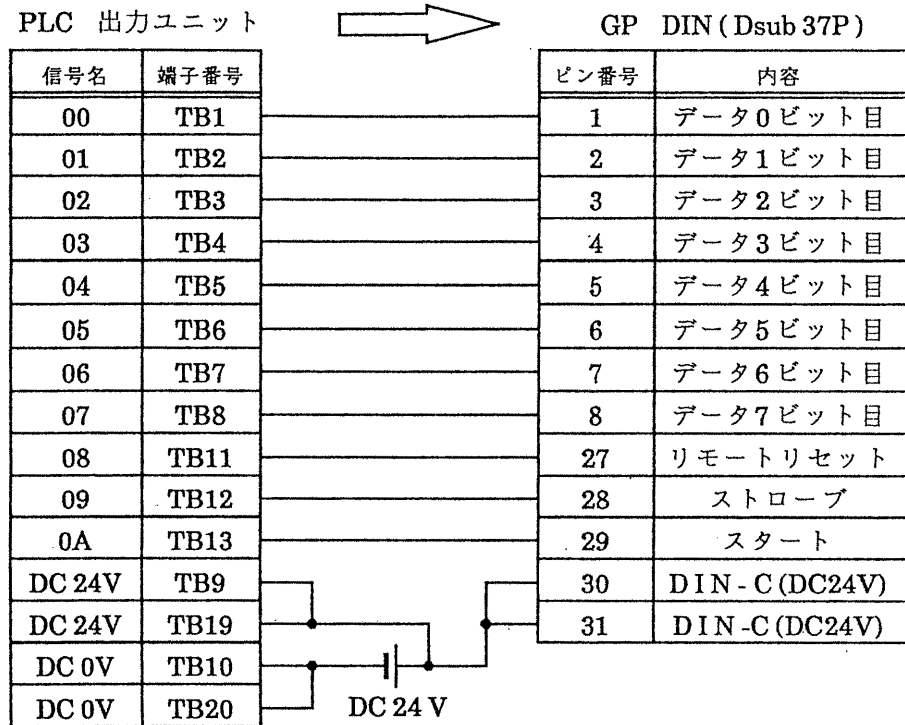 PLC 出力ユニット
GP DIN ( Dsub 37P )
信号名 端子番号 ピン番号 内容
00 TB1 1 データ0ビット目
01 TB2 2 データ1ビット目
02 TB3 3 データ2ビット目
03 TB4 4 データ3ビット目
04 TB5 5 データ4ビット目
05 TB6 6 データ5ビット目
06 TB7 7 データ6ビット目
07 TB8 8 データ7ビット目
08 TB11 27 リモートリセット
09 TB12 28 ストローブ
0A TB13 29 スタート
DC 24V TB9 30 DIN-C (DC24V)
DC 24V TB19 31 DIN-C (DC24V)
DC 0V TB10
DC 0V TB20
DC 24 V